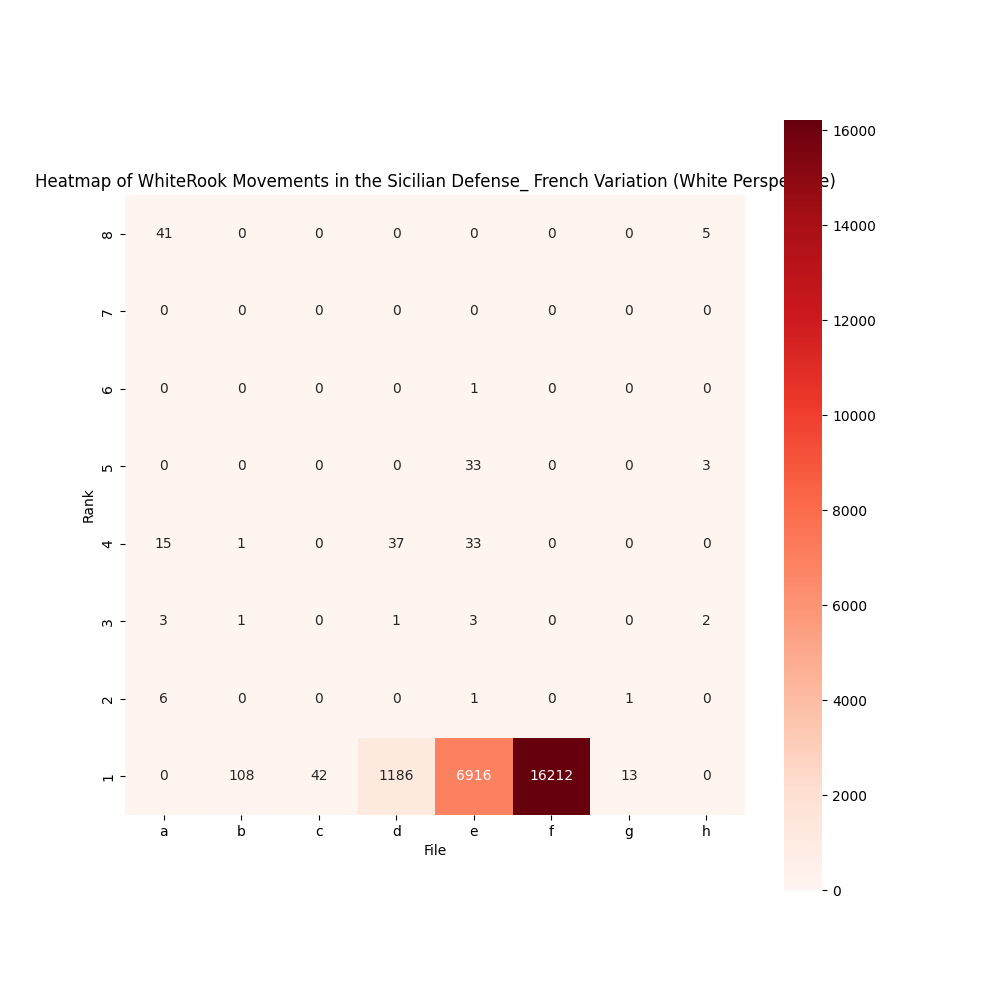 Heatmap of WhiteRook Movements in the Sicilian Defense_ French Variation (White Perspe e)
16000
14000
12000
10000
8000
6000
4000
2000
0
Rank
8 41 0 0 0 0 0 0 5
7 0 0 0 0 0 0 0 0
6 0 0 0 0 1 0 0 0
5 0 0 0 0 33 0 0 3
4 15 1 0 37 33 0 0 0
3 3 1 0 1 3 0 0 2
2 6 0 0 0 1 0 1 0
1 0 108 42 1186 6916 16212 13 0
a b c d e f g h
File